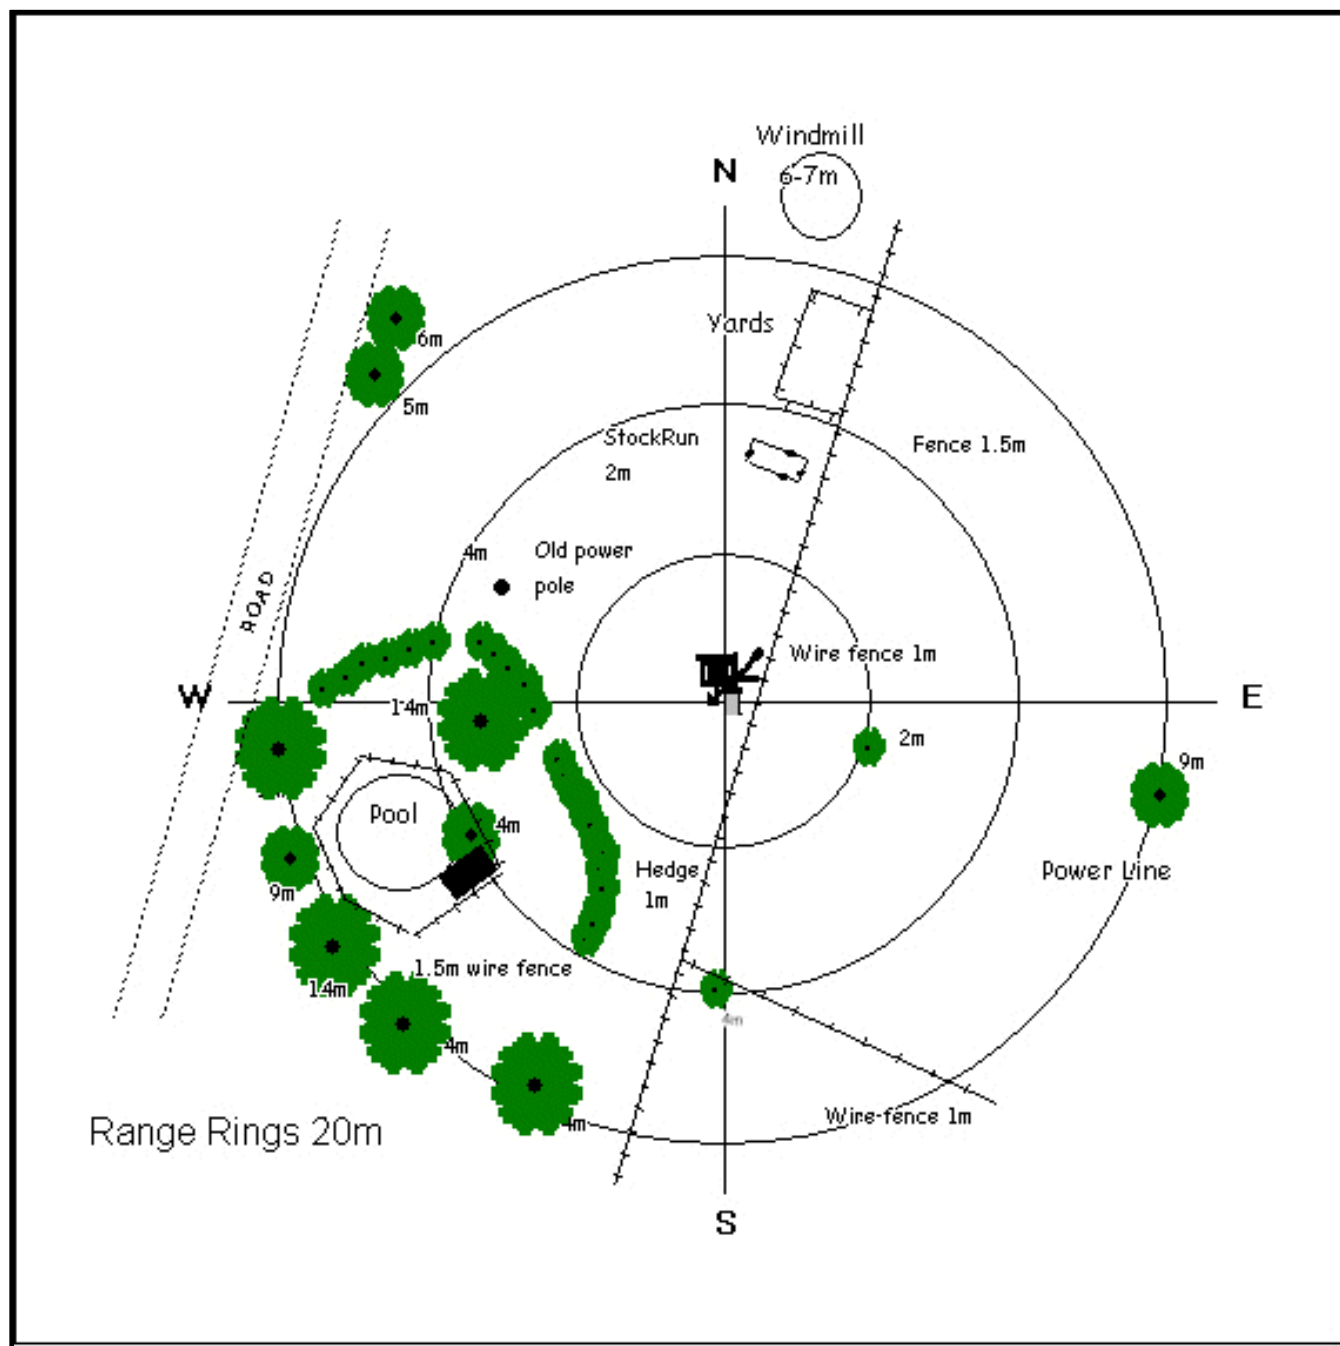 Windmill
6-7m
N
Yards
6m
5m
StockRun
2m
Fence 1.5m
4m
Old power
pole
ROAD
Wire fence 1m
W
E
14m
2m
9m
Pool
4m
Hedge
1m
Power Line
9m
1.5m wire fence
14m
4m
4m
Wire-fence 1m
4m
Range Rings 20m
S